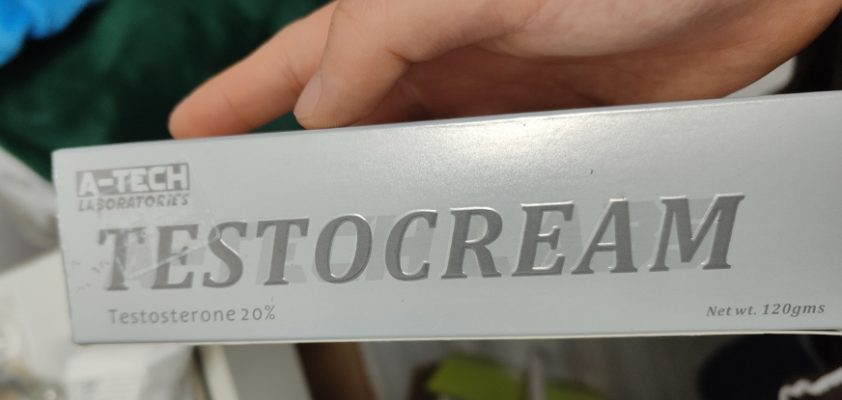 A-TECH
LABORATORIES
TESTOCREAM
Testosterone 20%
Net wt. 120gms